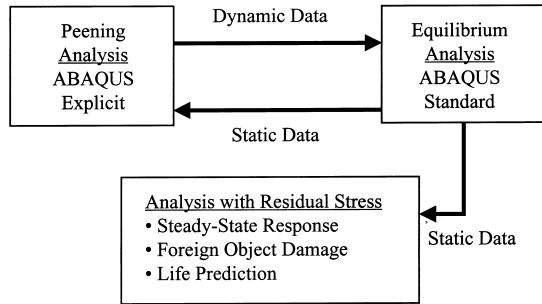 Dynamic Data
Peening
Analysis
ABAQUS
Explicit
Equilibrium
Analysis
ABAQUS
Standard
Static Data
Analysis with Residual Stress
• Steady-State Response
• Foreign Object Damage
• Life Prediction
Static Data